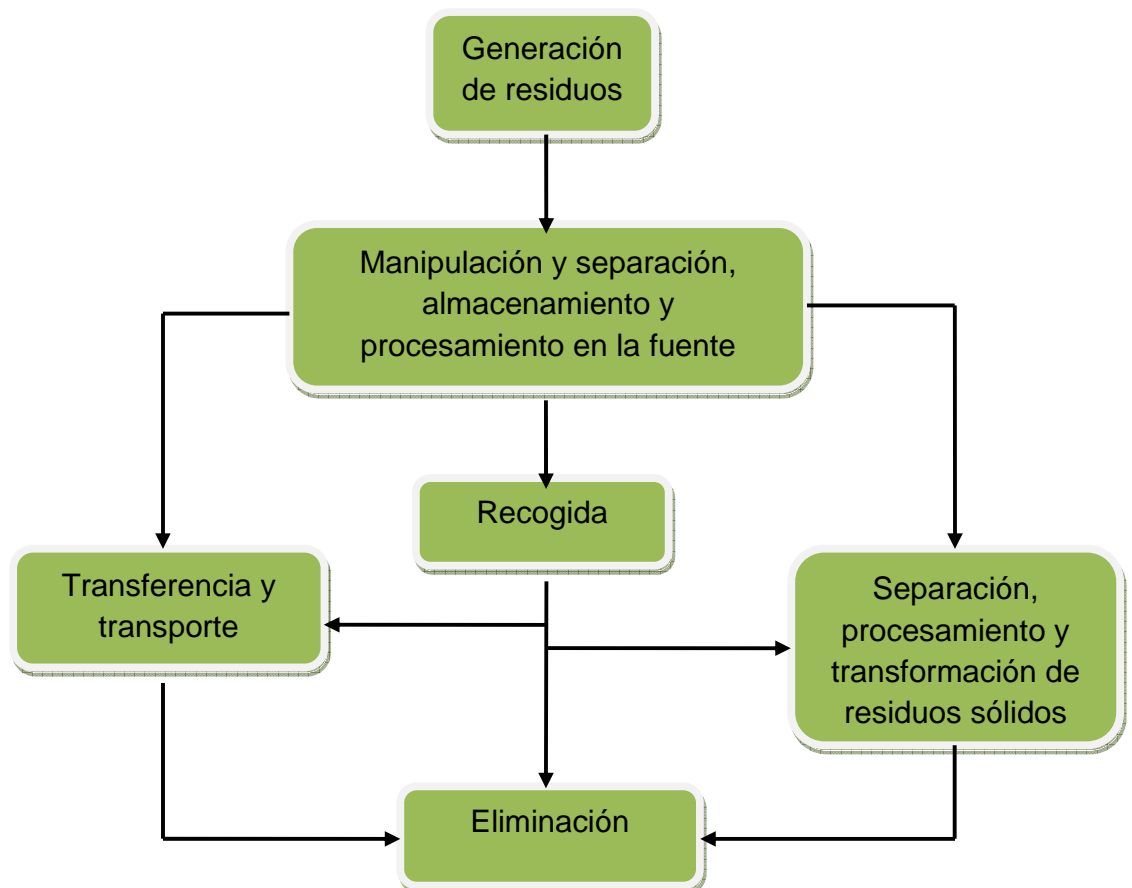 Generación
de residuos
Manipulación y separación,
almacenamiento y
procesamiento en la fuente
Recogida
Transferencia y
transporte
Separación,
procesamiento y
transformación de
residuos sólidos
Eliminación